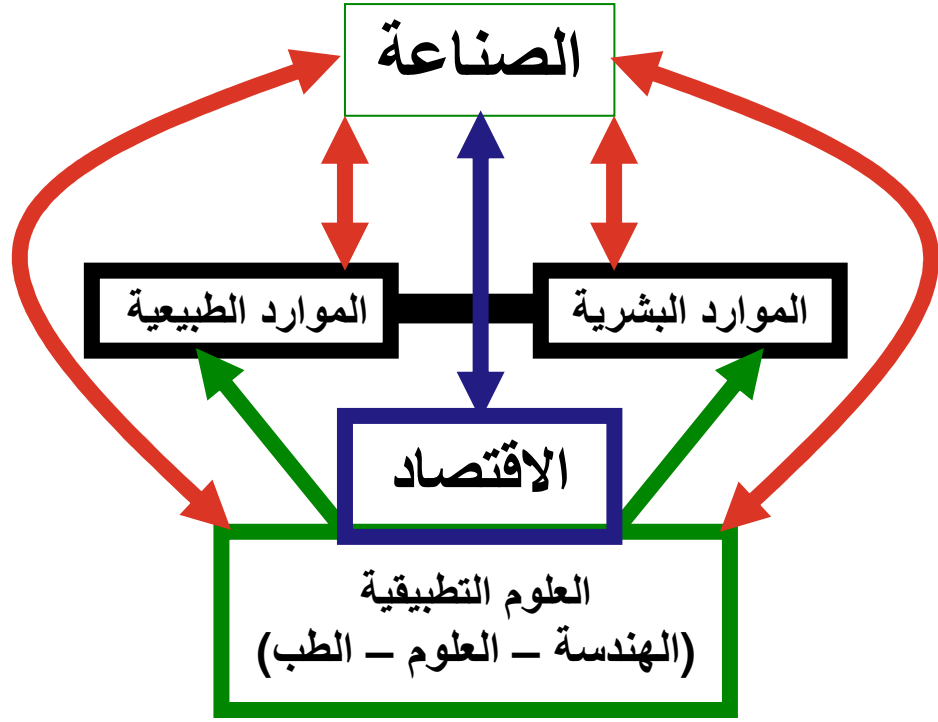 الصناعة
الموارد البشرية
الموارد الطبيعية
الاقتصاد
العلوم التطبيقية
(الهندسة – العلوم – الطب)